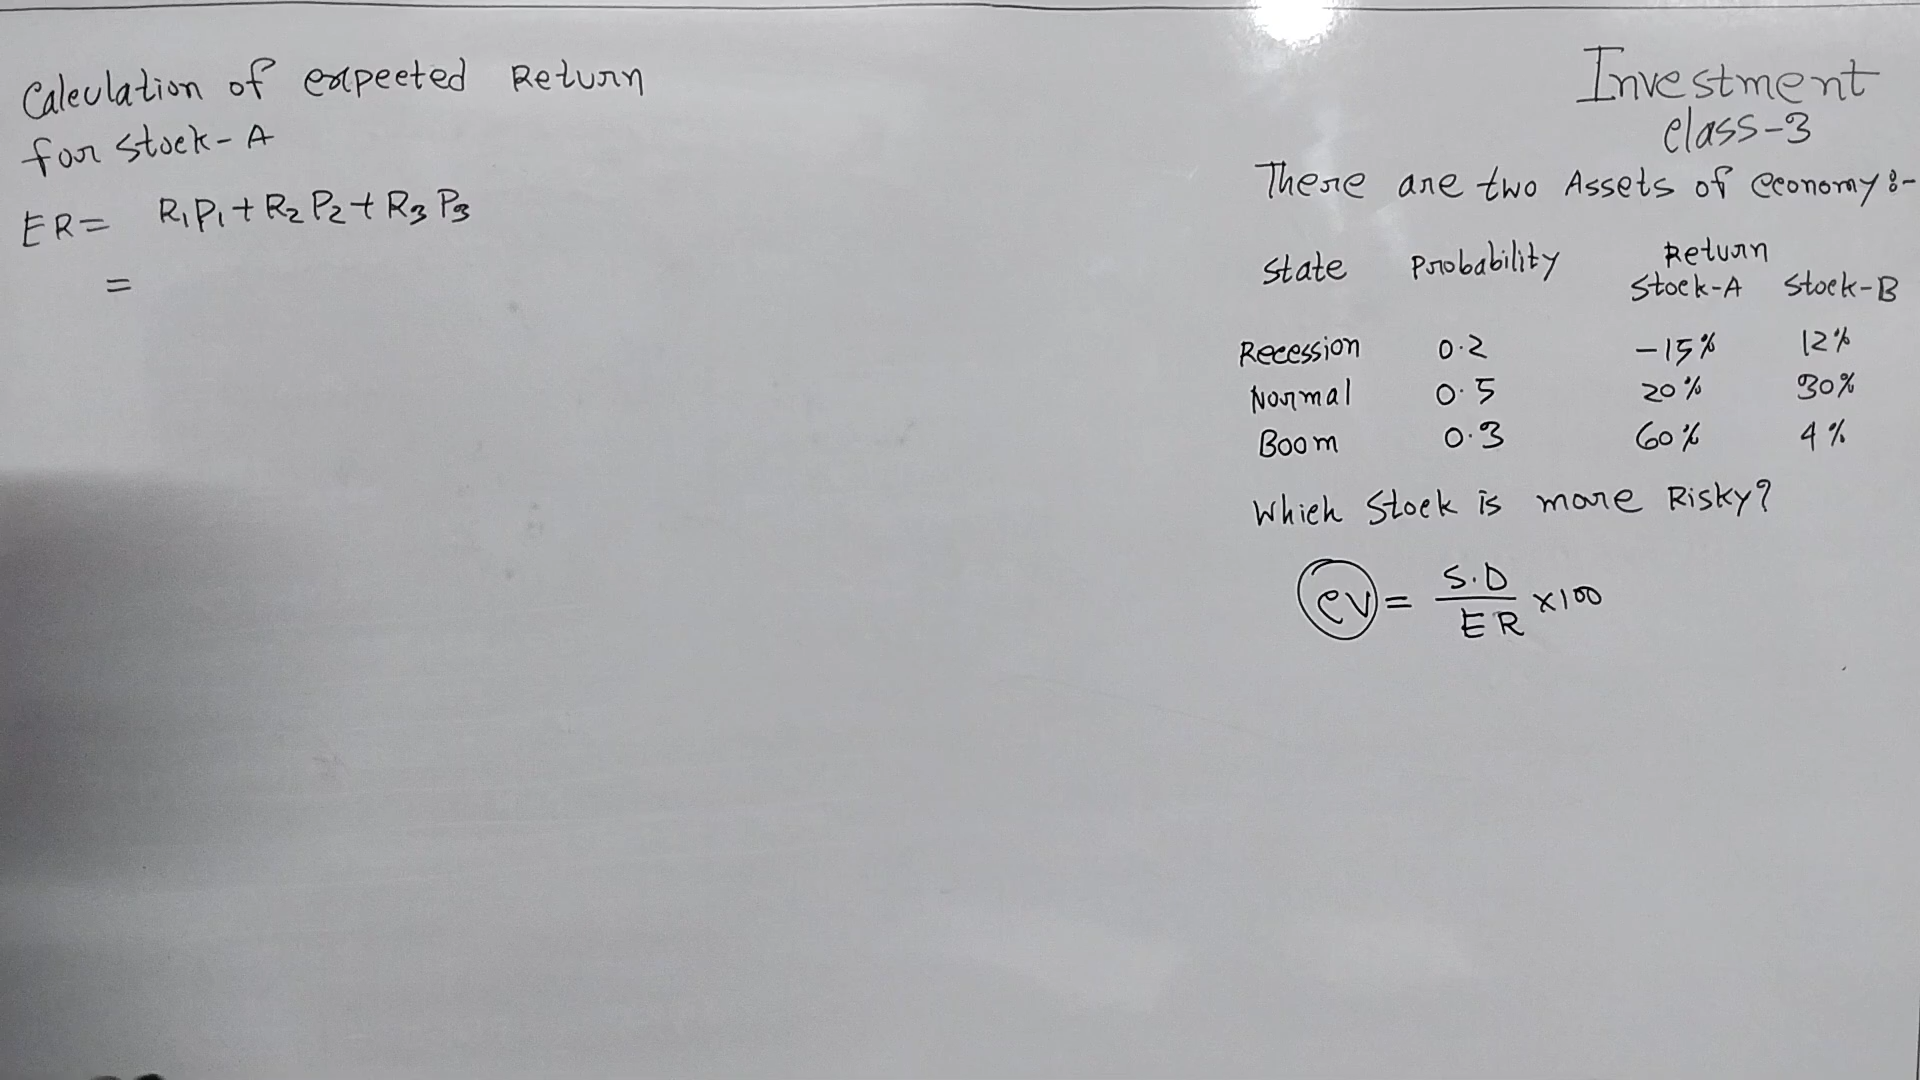 Calculation of expected Return
for stock-A
ER= R₁P₁+R₂P₂+R₃P₃
=
Investment
class-3
There are two Assets of economy:-
State Probability Return
Stock-A Stock-B
Recession 0.2 -15% 12%
Normal 0.5 20% 30%
Boom 0.3 60% 4%
Which Stock is more Risky?
CV = S.D / ER ×100